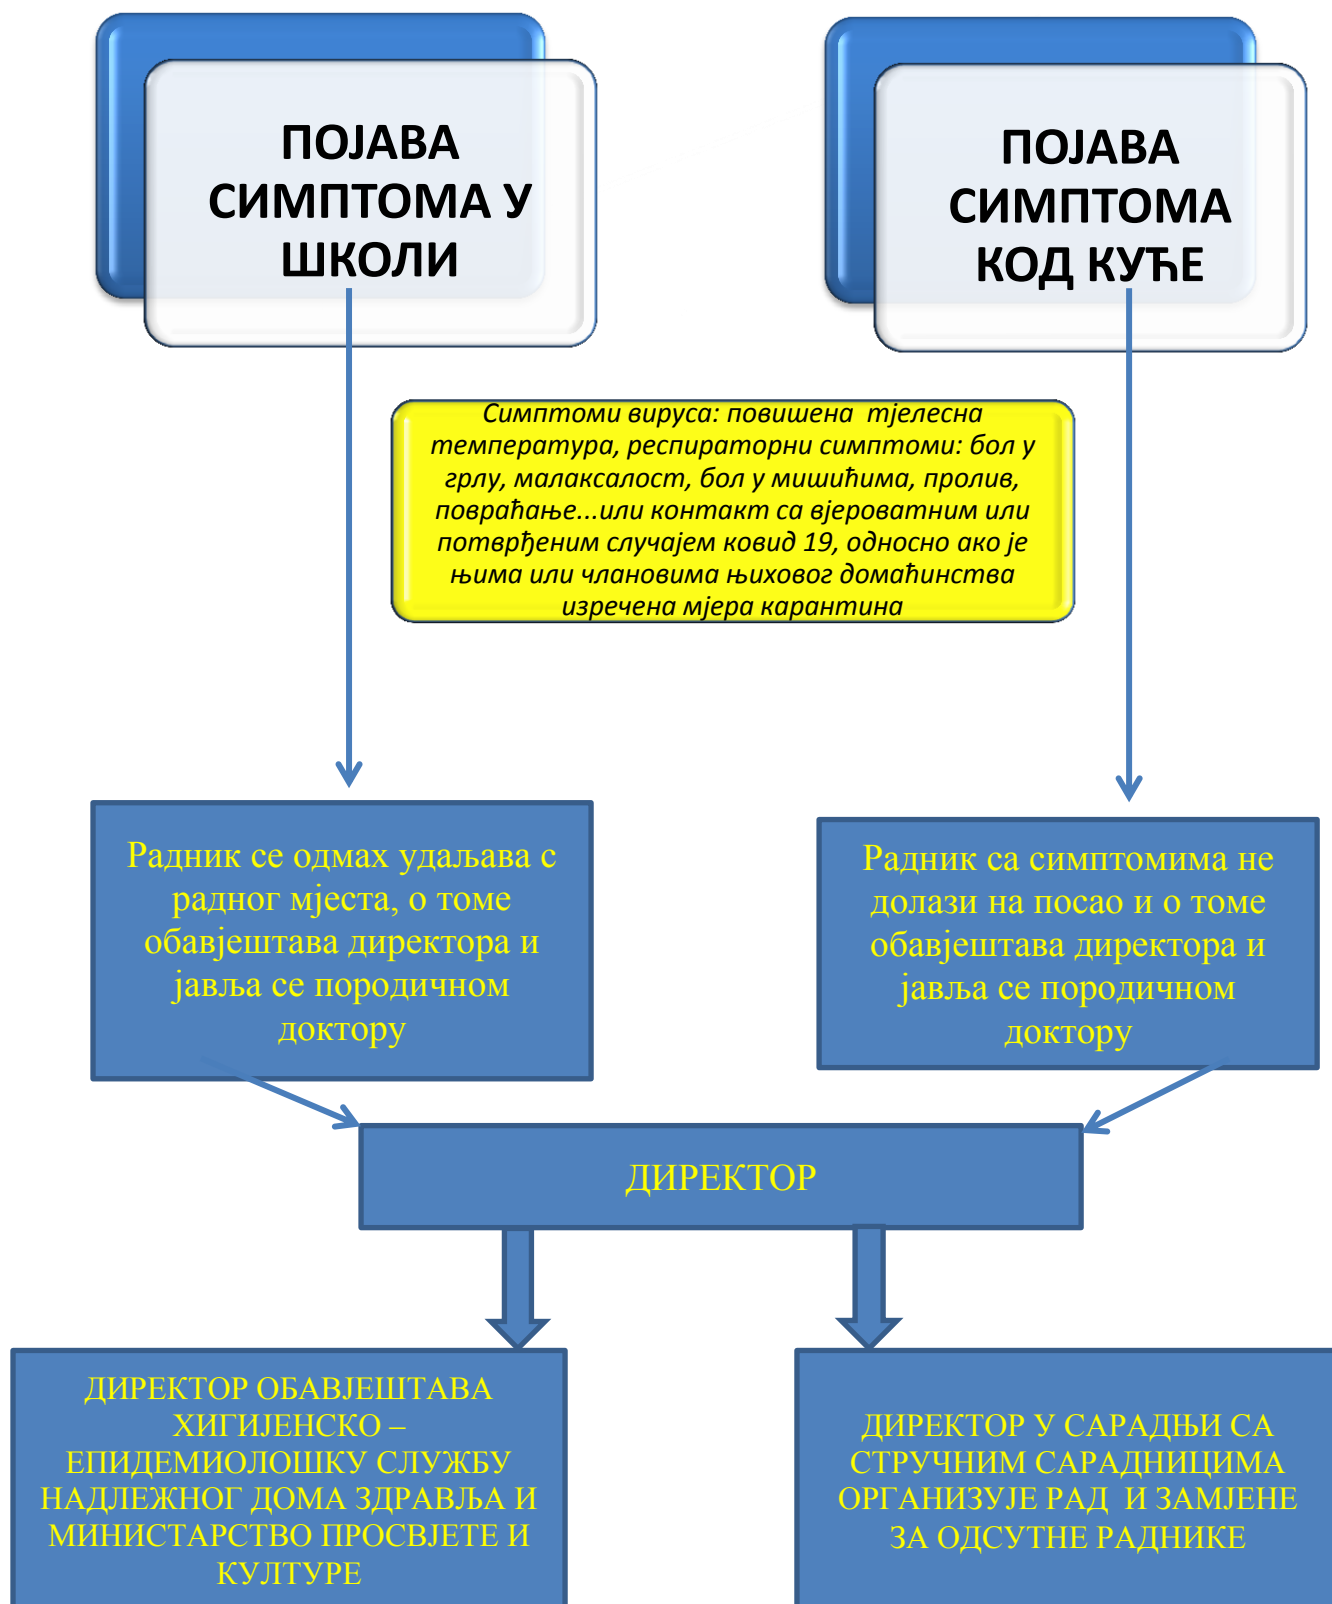 ПОЈАВА
СИМПТОМА У
ШКОЛИ
ПОЈАВА
СИМПТОМА
КОД КУЋЕ
Симптоми вируса: повишена тјелесна
температура, респираторни симптоми: бол у
грлу, малаксалост, бол у мишићима, пролив,
повраћање...или контакт са вјероватним или
потврђеним случајем ковид 19, односно ако је
њима или члановима њиховог домаћинства
изречена мјера карантина
Радник се одмах удаљава с
радног мјеста, о томе
обавјештава директора и
јавља се породичном
доктору
Радник са симптомима не
долази на посао и о томе
обавјештава директора и
јавља се породичном
доктору
ДИРЕКТОР
ДИРЕКТОР ОБАВЈЕШТАВА
ХИГИЈЕНСКО –
ЕПИДЕМИОЛОШКУ СЛУЖБУ
НАДЛЕЖНОГ ДОМА ЗДРАВЉА И
МИНИСТАРСТВО ПРОСВЈЕТЕ И
КУЛТУРЕ
ДИРЕКТОР У САРАДЊИ СА
СТРУЧНИМ САРАДНИЦИМА
ОРГАНИЗУЈЕ РАД И ЗАМЈЕНЕ
ЗА ОДСУТНЕ РАДНИКЕ